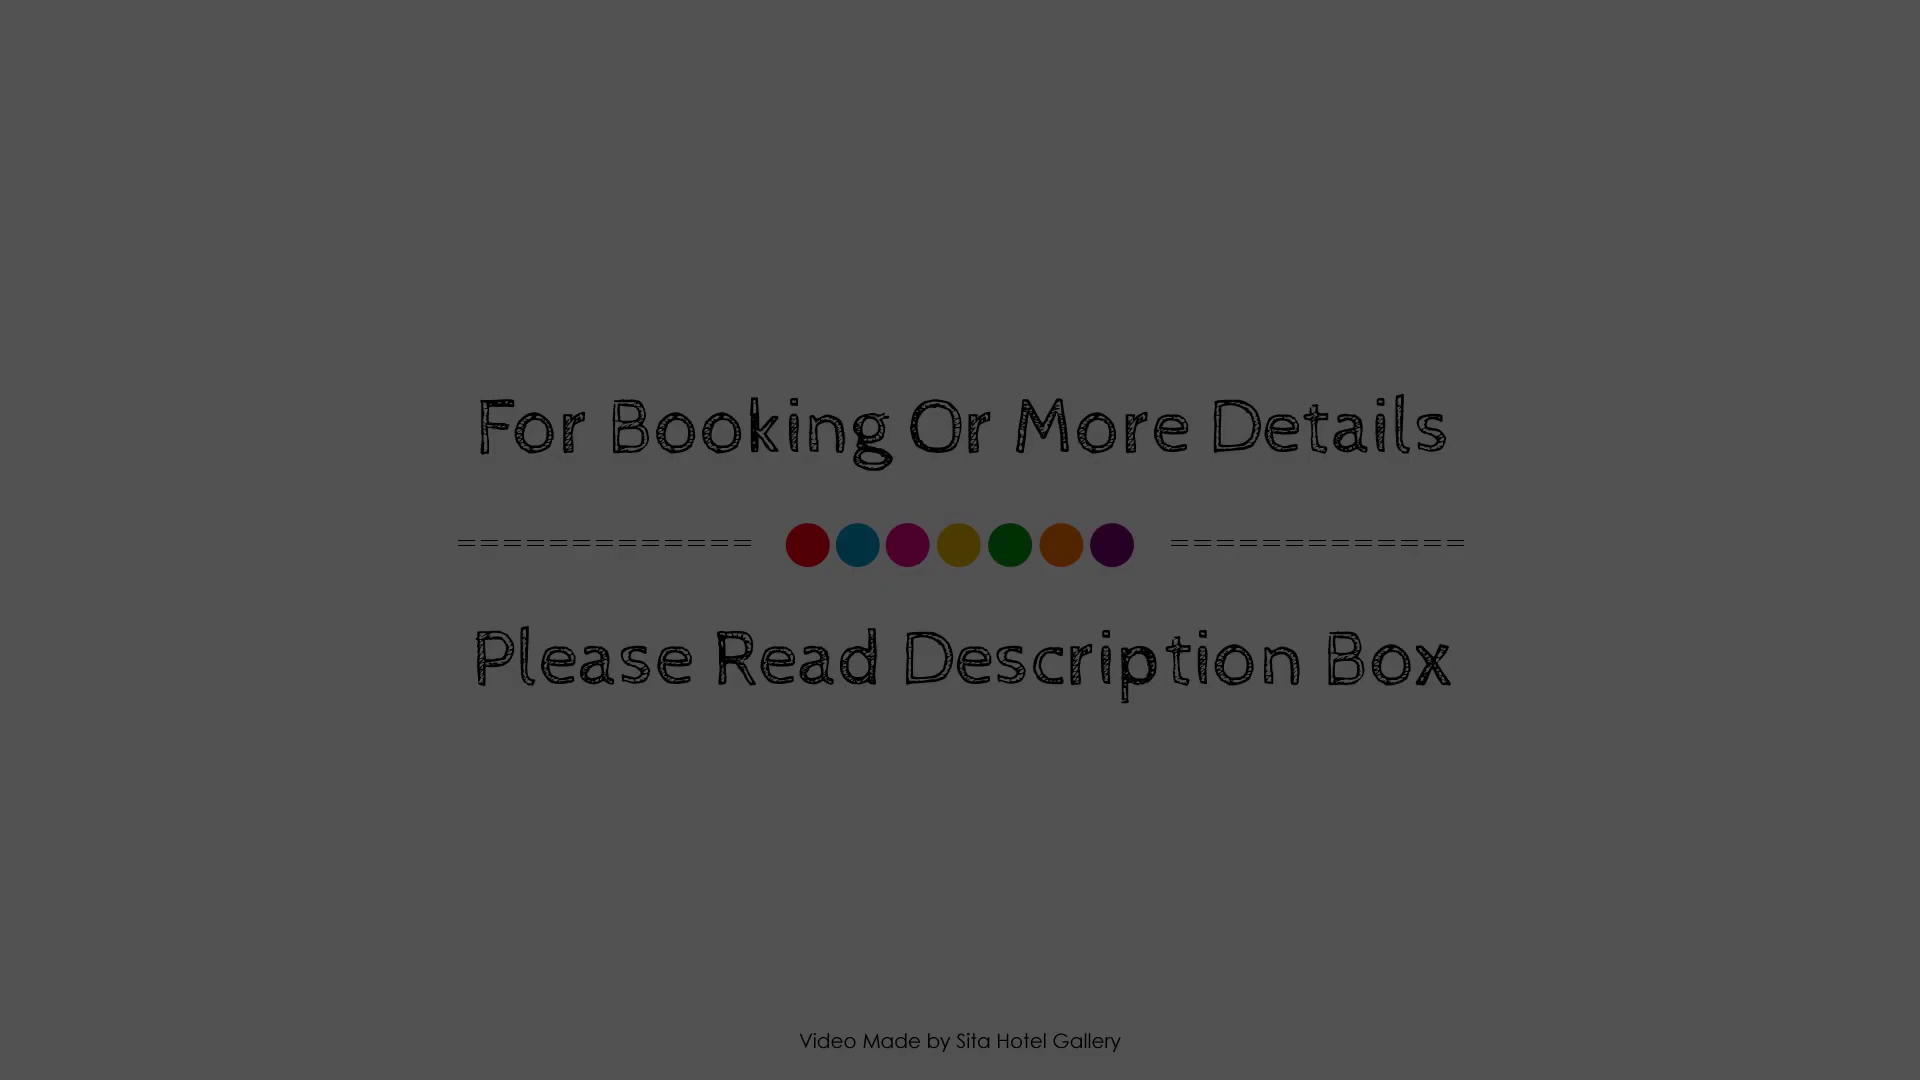 For Booking Or More Details
============= =============
Please Read Description Box
Video Made by Sita Hotel Gallery